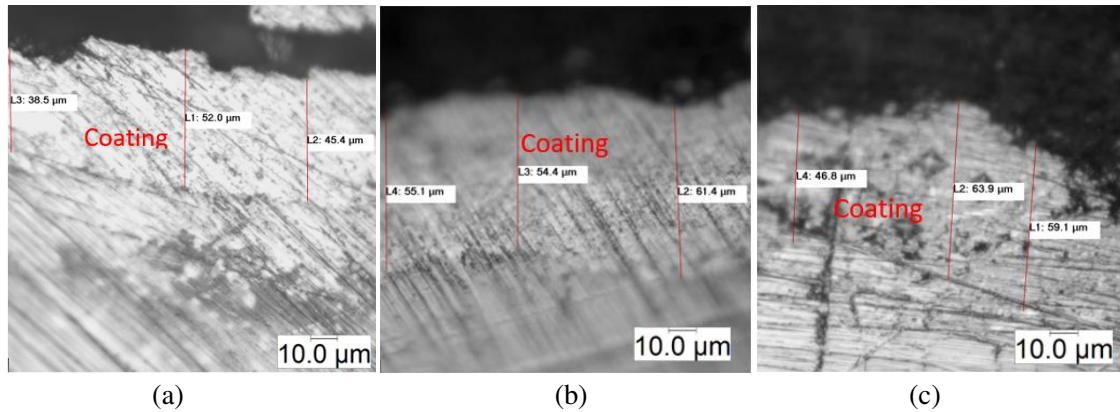 L3: 38.5 µm
L1: 52.0 µm
Coating
L2: 45.4 µm
10.0 µm
Coating
L3: 54.4 µm
L4: 55.1 µm
L2: 61.4 µm
10.0 µm
L4: 46.8 µm
L2: 63.9 µm
Coating
L1: 59.1 µm
10.0 µm
(a)
(b)
(c)